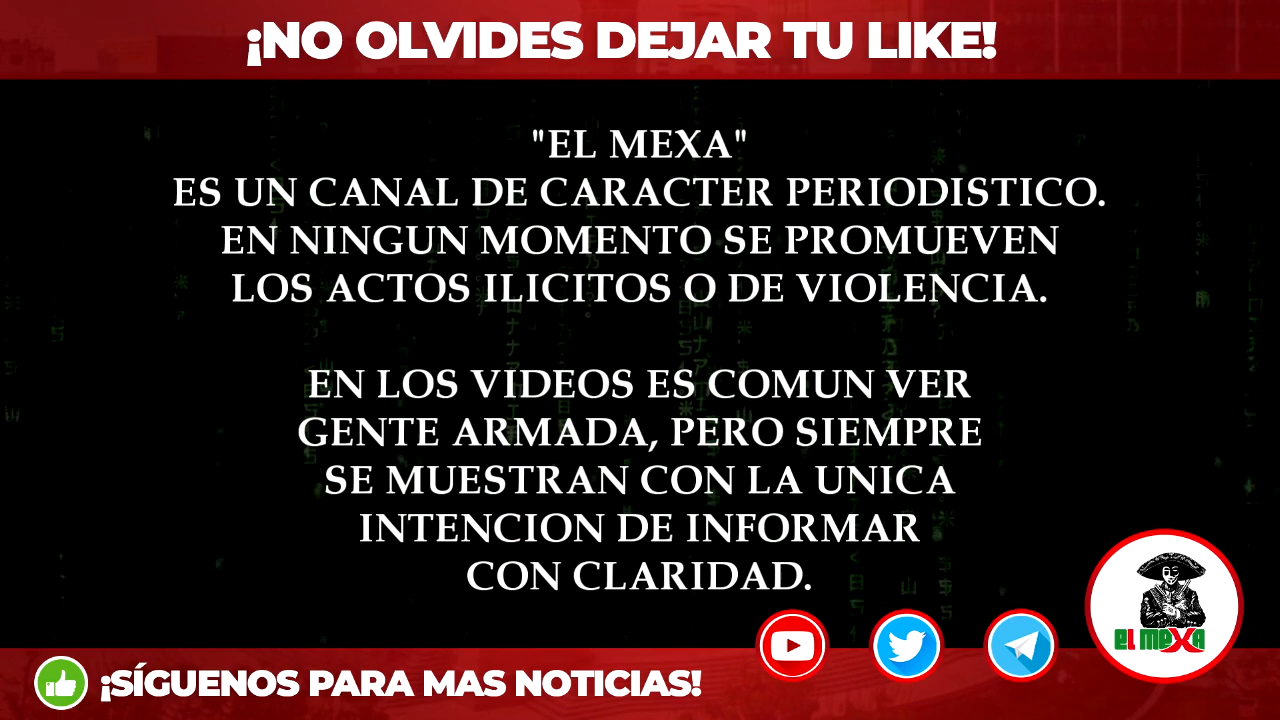 ¡NO OLVIDES DEJAR TU LIKE!
"EL MEXA"
ES UN CANAL DE CARACTER PERIODISTICO.
EN NINGUN MOMENTO SE PROMUEVEN
LOS ACTOS ILICITOS O DE VIOLENCIA.
EN LOS VIDEOS ES COMUN VER
GENTE ARMADA, PERO SIEMPRE
SE MUESTRAN CON LA UNICA
INTENCION DE INFORMAR
CON CLARIDAD.
EL MEXA
¡SÍGUENOS PARA MAS NOTICIAS!